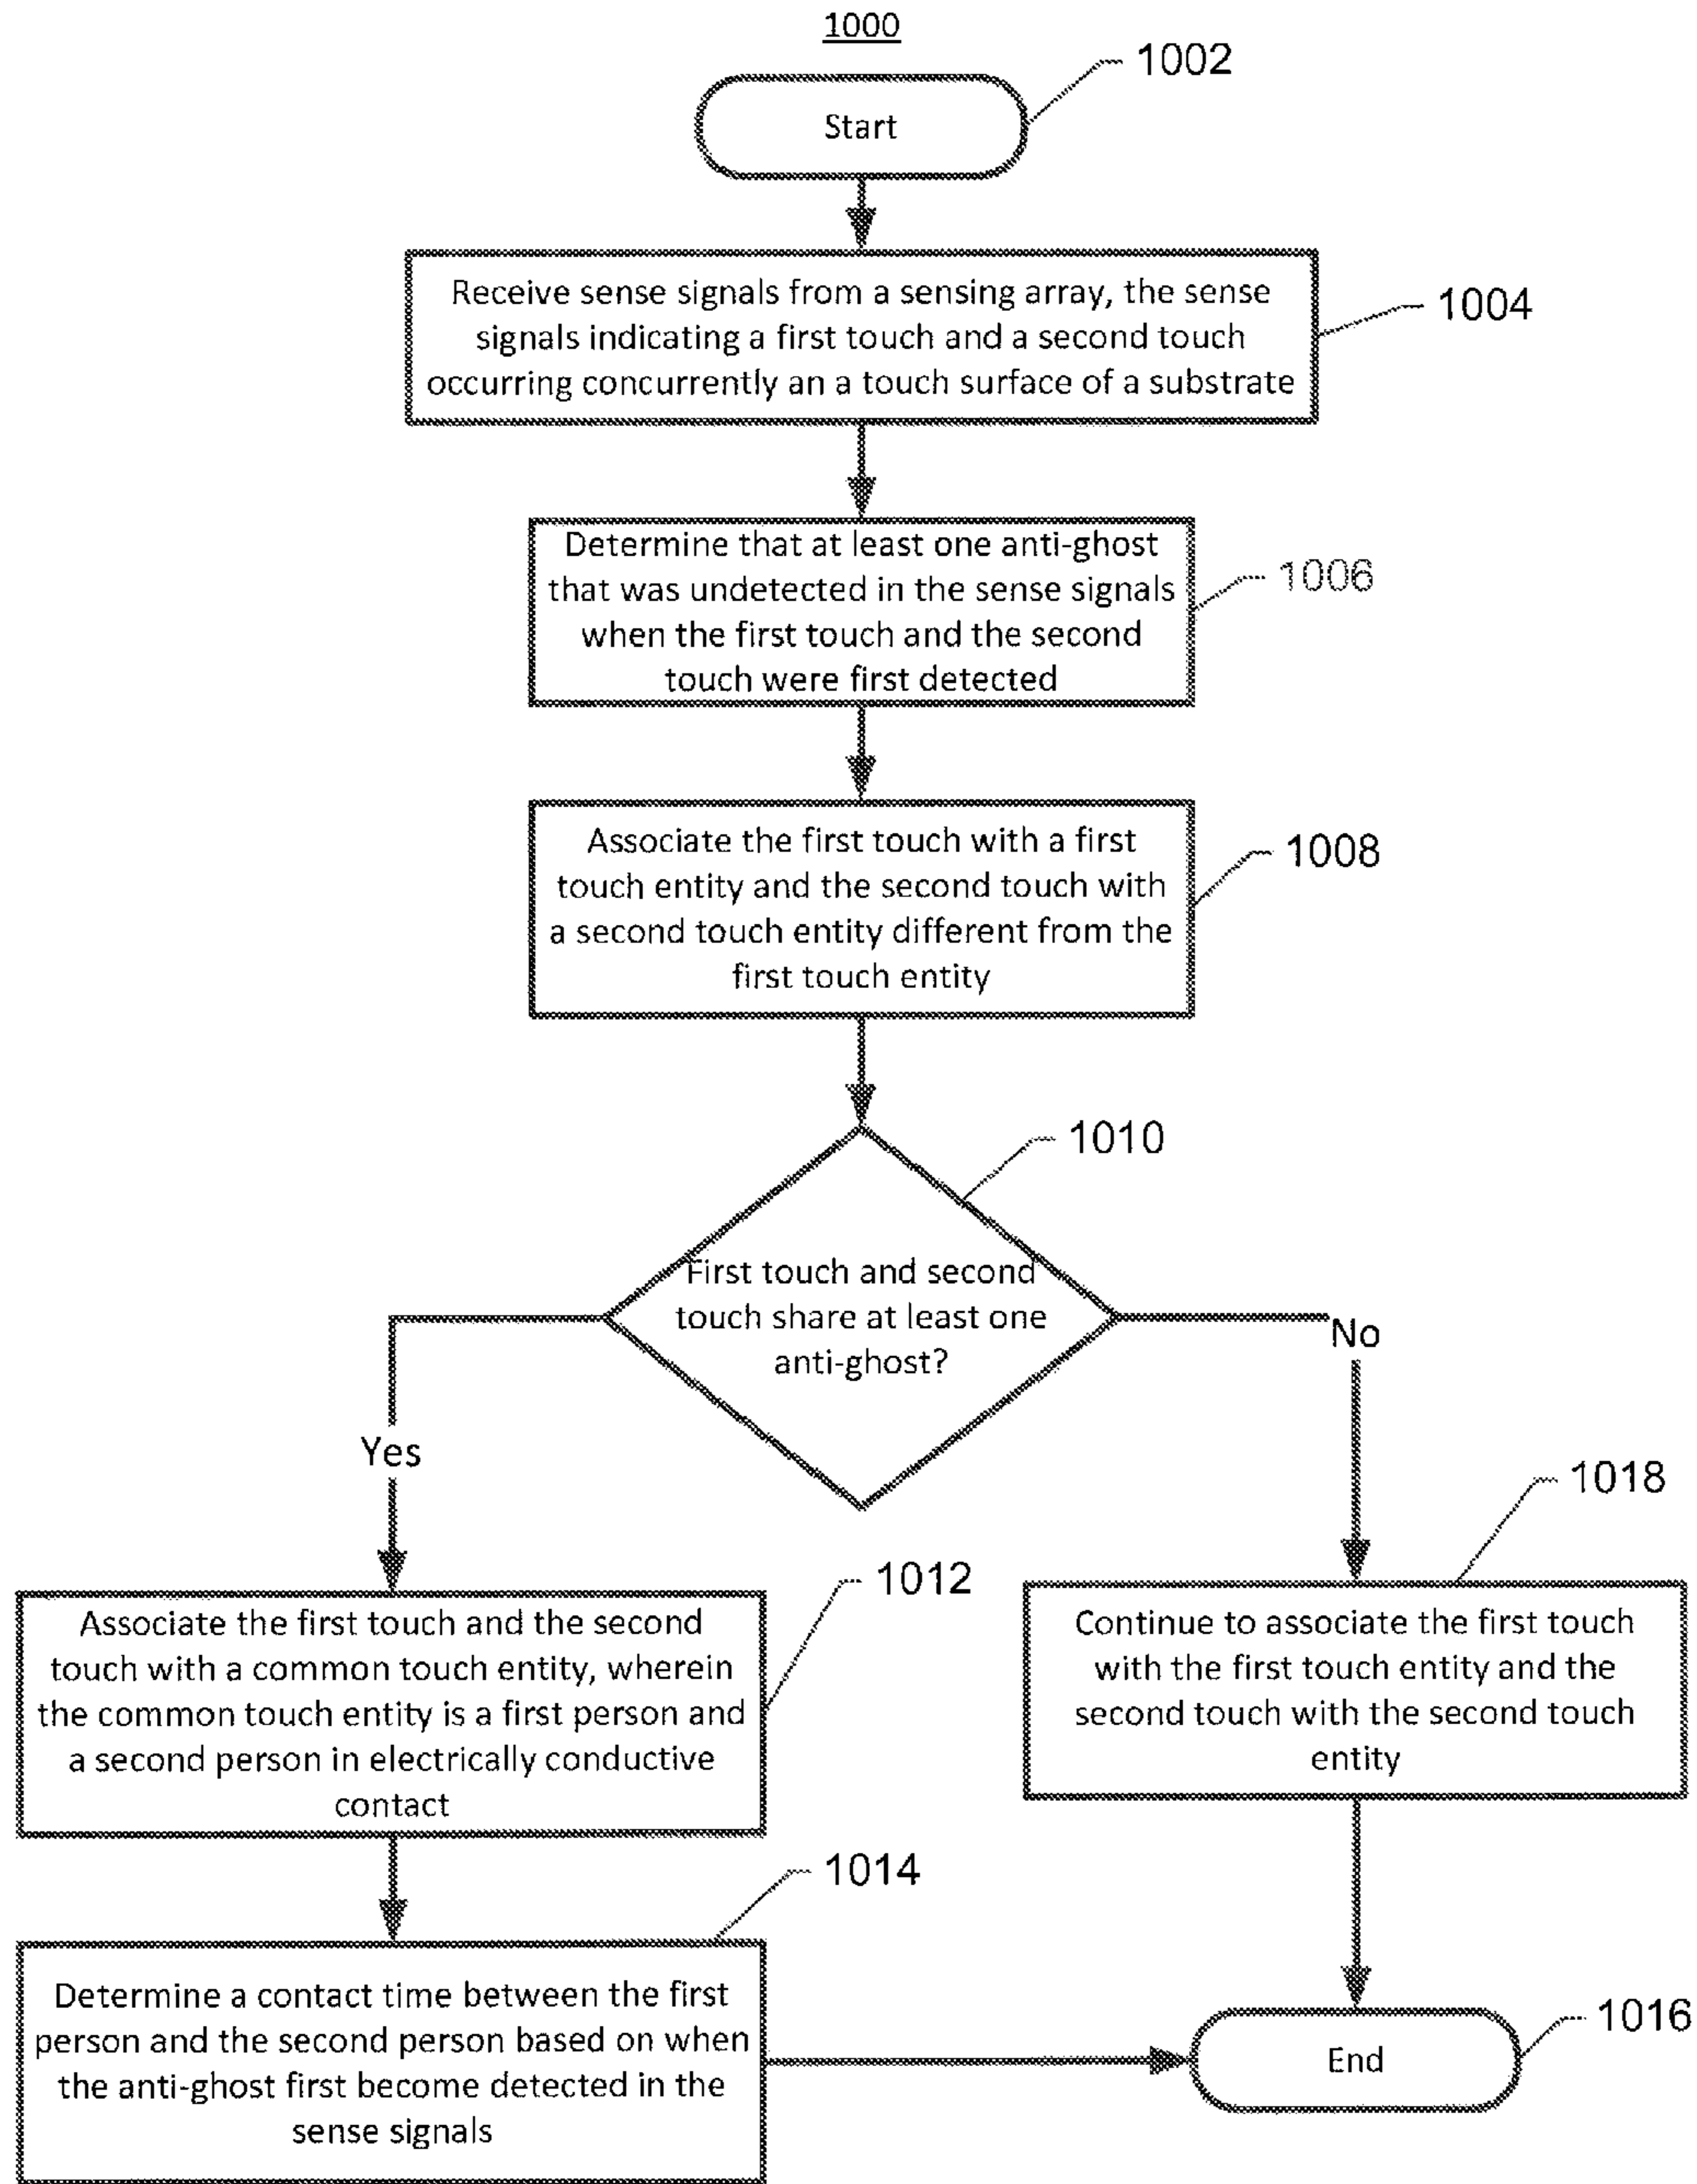 1000
1002
Start
Receive sense signals from a sensing array, the sense
signals indicating a first touch and a second touch
occurring concurrently an a touch surface of a substrate
1004
Determine that at least one anti-ghost
that was undetected in the sense signals
when the first touch and the second
touch were first detected
1006
Associate the first touch with a first
touch entity and the second touch with
a second touch entity different from the
first touch entity
1008
1010
First touch and second
touch share at least one
anti-ghost?
Yes
No
1012
Associate the first touch and the second
touch with a common touch entity, wherein
the common touch entity is a first person and
a second person in electrically conductive
contact
1018
Continue to associate the first touch
with the first touch entity and the
second touch with the second touch
entity
1014
Determine a contact time between the first
person and the second person based on when
the anti-ghost first become detected in the
sense signals
End
1016